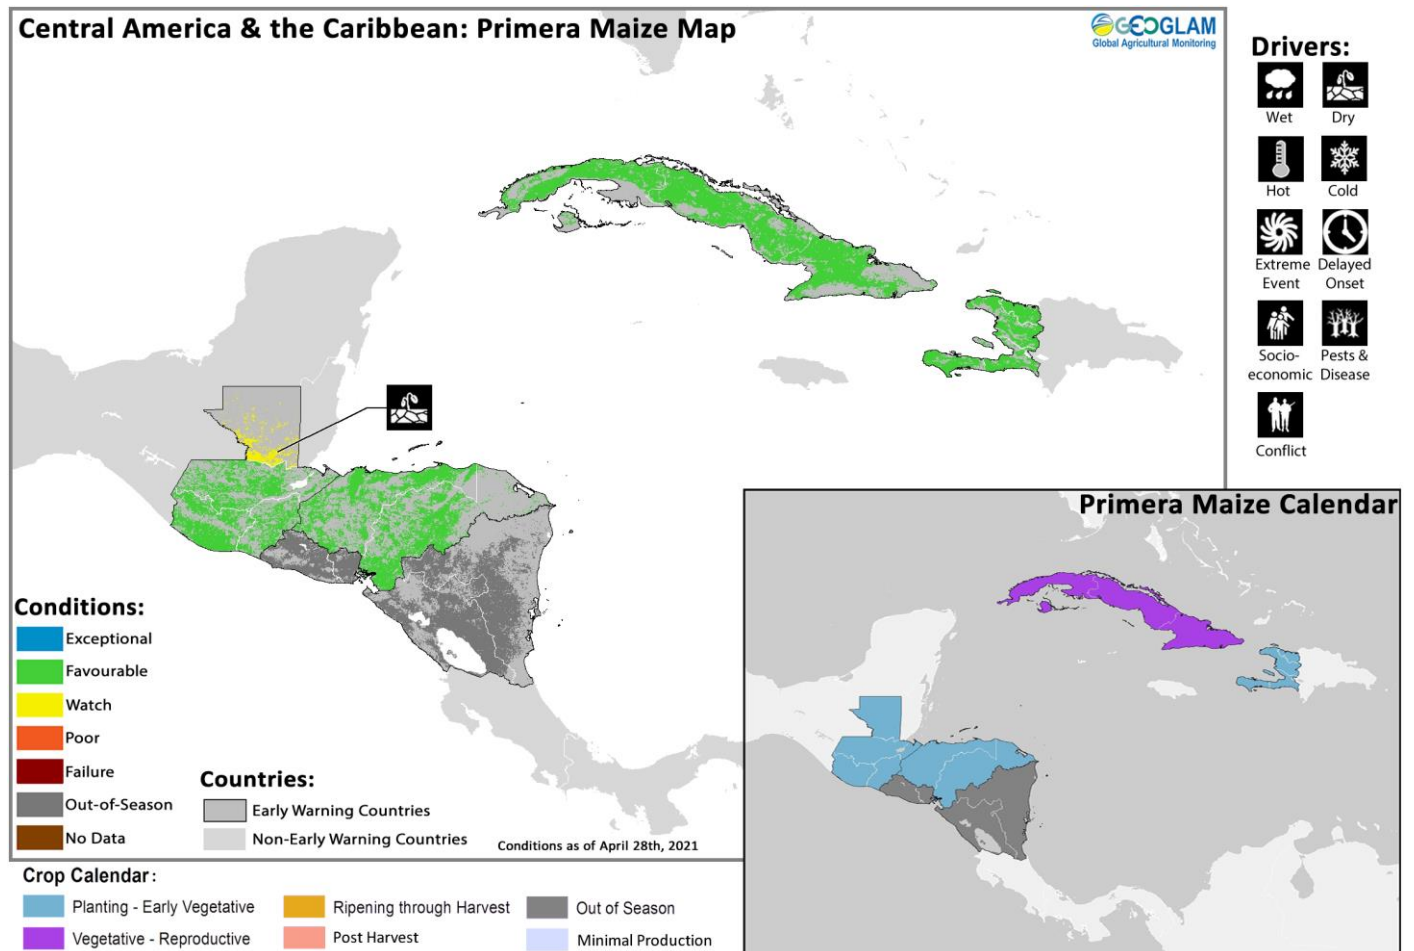 Central America & the Caribbean: Primera Maize Map
GEOGLAM
Global Agricultural Monitoring
Drivers:
Wet
Dry
Hot
Cold
Extreme Event
Delayed Onset
Socio-economic
Pests & Disease
Conflict
Primera Maize Calendar
Conditions:
Exceptional
Favourable
Watch
Poor
Failure
Out-of-Season
No Data
Countries:
Early Warning Countries
Non-Early Warning Countries
Conditions as of April 28th, 2021
Crop Calendar:
Planting - Early Vegetative
Ripening through Harvest
Out of Season
Vegetative - Reproductive
Post Harvest
Minimal Production